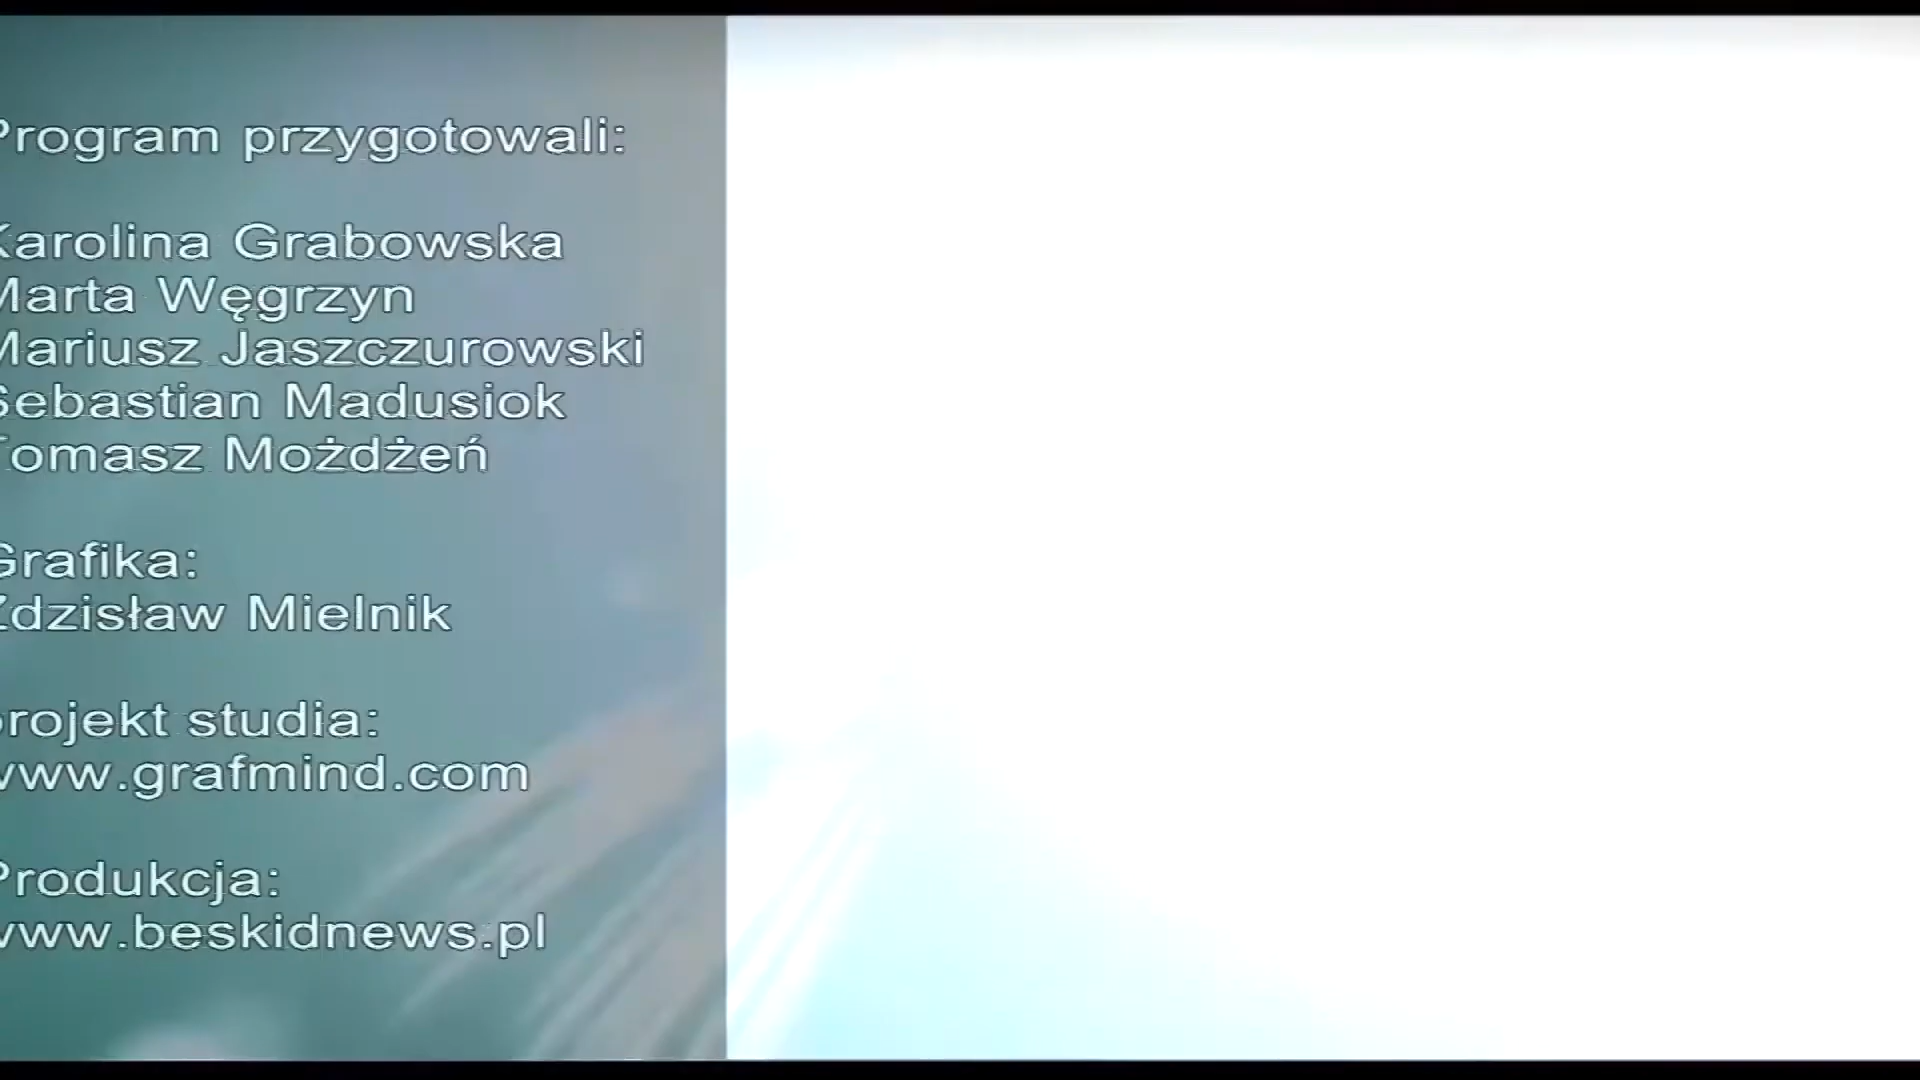 Program przygotowali:
Karolina Grabowska
Marta Węgrzyn
Mariusz Jaszczurowski
Sebastian Madusiok
Tomasz Możdżeń
Grafika:
Zdzisław Mielnik
projekt studia:
www.grafmind.com
Produkcja:
www.beskidnews.pl